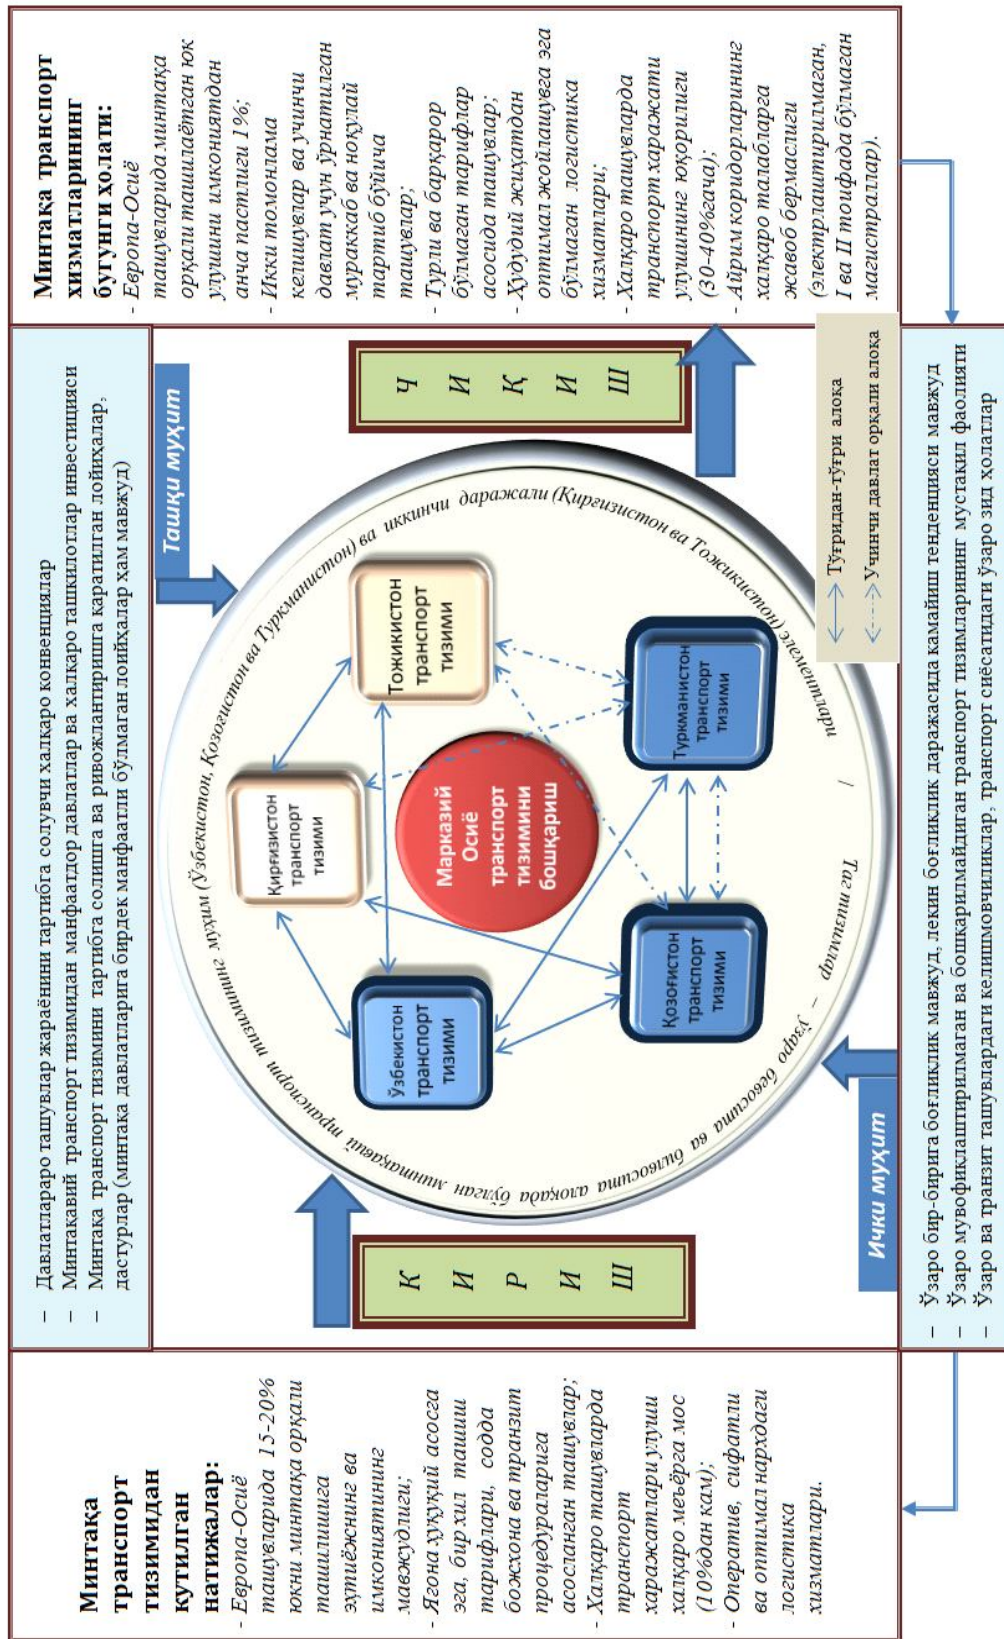 Минтақа
транспорт
тизимидан
кутилган
натижалар:
- Европа-Осиё
ташувларида 15-20%
юкни минтақа орқали
ташилишига
эҳтиёжнинг ва
имкониятининг
мавжудлиги;
- Ягона ҳуқуқий асосга
эга, бир хил ташиш
тарифлари, содда
божхона ва транзит
процедураларига
асосланган ташувлар;
- Халқаро ташувларда
транспорт
харажатлари улуши
халқаро меъёрга мос
(10%дан кам);
- Оператив, сифатли
ва оптимал нархдаги
логистика
хизматлари.
– Давлатлараро ташувлар жараёнини тартибга солувчи халкаро конвенциялар
– Минтакавий транспорт тизимидан манфаатдор давлатлар ва халкаро ташкилотлар инвестицияси
– Минтака транспорт тизимини тартибга солишга ва ривожлантиришга каратилган лойиҳалар,
дастурлар (минтака давлатларига бирдек манфаатли бўлмаган лоийҳалар ҳам мавжуд)
Ташқи муҳит
К
И
Р
И
Ш
Таг тизимлар – ўзаро бевосита ва билвосита алоқада бўлган минтақавий транспорт тизимининг муҳим (Ўзбекистон, Қозоғистон ва Туркманистон) ва иккинчи даражали (Қирғизистон ва Тожикистон) элементлари /
Ўзбекистон
транспорт
тизими
Қирғизистон
транспорт
тизими
Тожикистон
транспорт
тизими
Марказий
Осиё
транспорт
тизимини
бошқариш
Қозоғистон
транспорт
тизими
Туркманистон
транспорт
тизими
Ч
И
Қ
И
Ш
Ички муҳит
Тўғридан-тўғри алоқа
Учинчи давлат орқали алоқа
– Ўзаро бир-бирига боғлиқлик мавжуд, лекин боғлиқлик даражасида камайиш тенденцияси мавжуд
– Ўзаро мувофиқлаштирилмаган ва бошқарилмайдиган транспорт тизимларининг мустақил фаолияти
– Ўзаро ва транзит ташувлардаги келишмовчиликлар, транспорт сиёсатидаги ўзаро зид ҳолатлар
Минтақа транспорт
хизматларининг
бугунги ҳолати:
- Европа-Осиё
ташувларида минтақа
орқали ташилаётган юк
улушини имкониятдан
анча пастлиги 1%;
- Икки томонлама
келишувлар ва учинчи
давлат учун ўрнатилган
мураккаб ва ноқулай
тартиб бўйича
ташувлар;
- Турли ва барқарор
бўлмаган тарифлар
асосида ташувлар;
- Ҳудудий жиҳатдан
оптимал жойлашувга эга
бўлмаган логистика
хизматлари;
- Халқаро ташувларда
транспорт харажати
улушининг юқорилиги
(30-40%гача);
- Айрим коридорларининг
халқаро талабларга
жавоб бермаслиги
(электрлаштирилмаган,
I ва II тоифада бўлмаган
магистраллар).